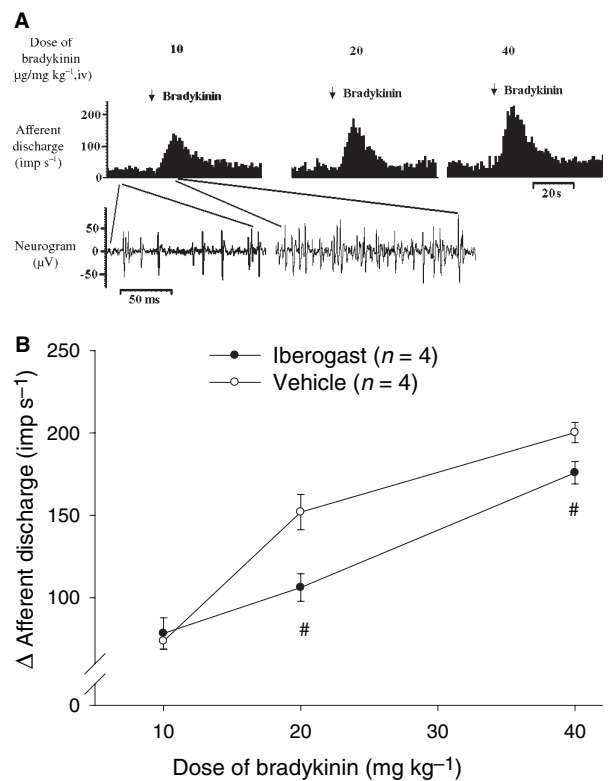 A
Dose of
bradykinin
µg/mg kg⁻¹,iv)
10
20
40
Bradykinin
Bradykinin
Bradykinin
Afferent
discharge
(imp s⁻¹)
200
100
0
20s
Neurogram
(µV)
50
0
-50
50 ms
B
Iberogast (n = 4)
Vehicle (n = 4)
Δ Afferent discharge (imp s⁻¹)
250
200
150
100
0
#
#
10
20
30
40
Dose of bradykinin (mg kg⁻¹)